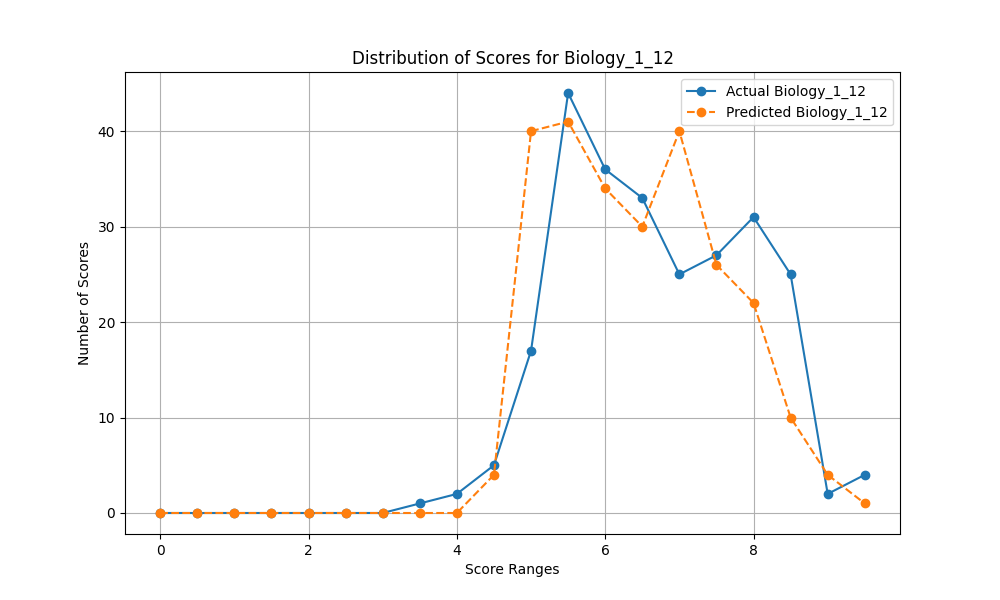 Distribution of Scores for Biology_1_12
Actual Biology_1_12
Predicted Biology_1_12
Number of Scores
40
30
20
10
0
0 2 4 6 8
Score Ranges